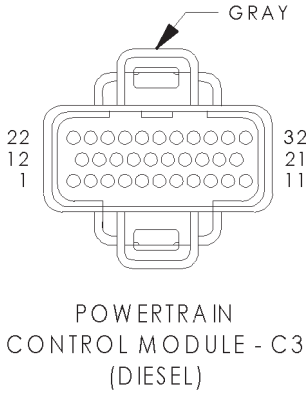 GRAY
22 32
12 21
1 11
POWERTRAIN
CONTROL MODULE - C3
(DIESEL)